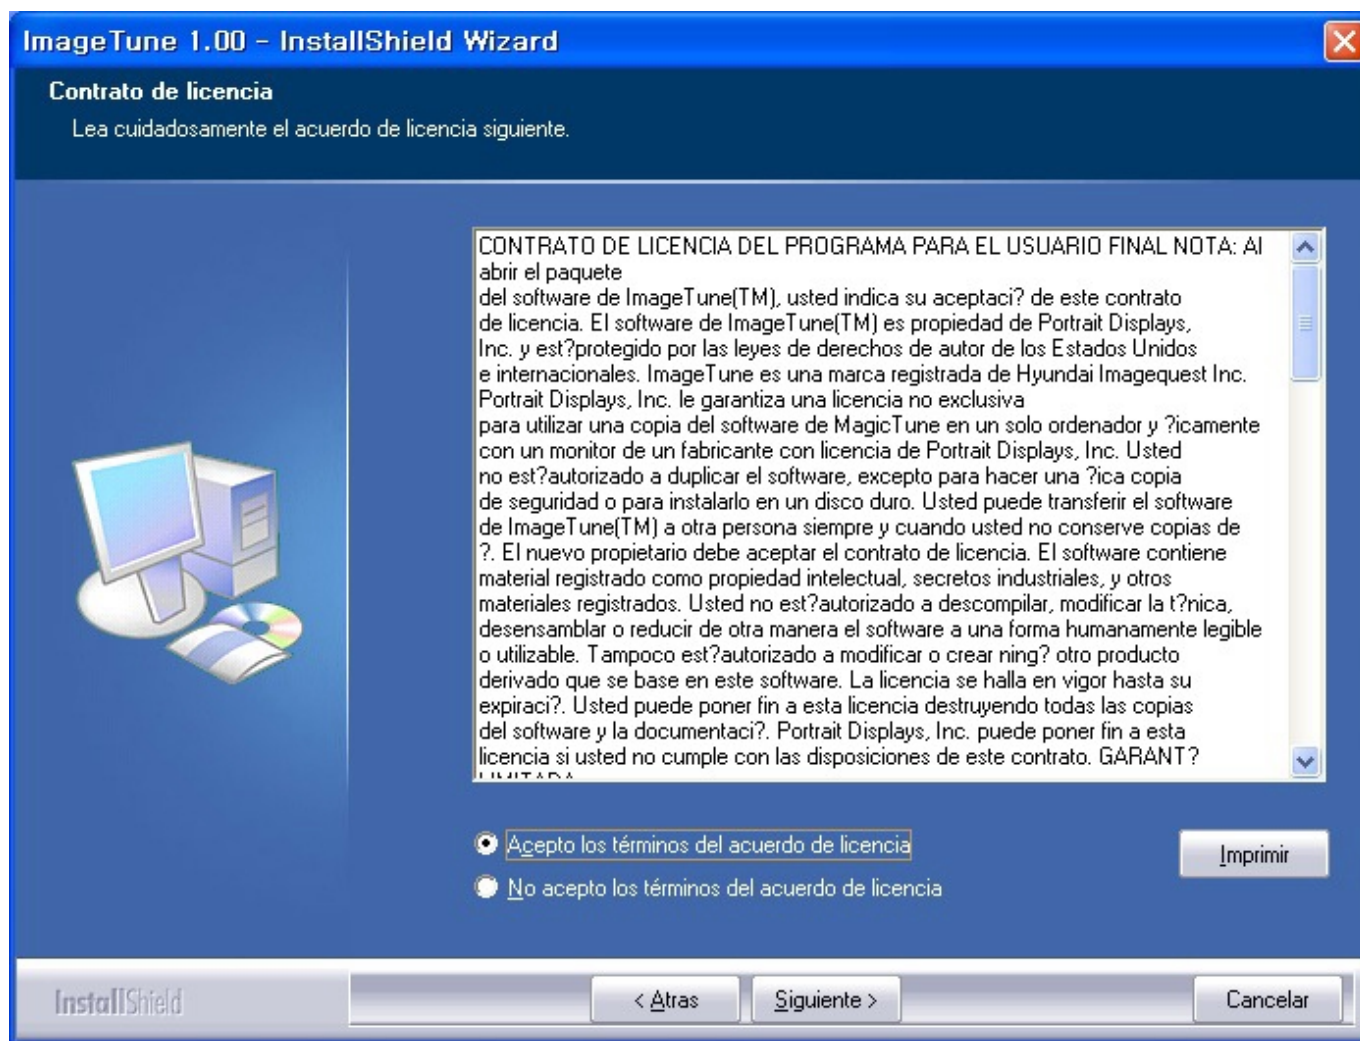 ImageTune 1.00 - InstallShield Wizard
Contrato de licencia
Lea cuidadosamente el acuerdo de licencia siguiente.
CONTRATO DE LICENCIA DEL PROGRAMA PARA EL USUARIO FINAL NOTA: Al
abrir el paquete
del software de ImageTune(TM), usted indica su aceptaci? de este contrato
de licencia. El software de ImageTune(TM) es propiedad de Portrait Displays,
Inc. y est?protegido por las leyes de derechos de autor de los Estados Unidos
e internacionales. ImageTune es una marca registrada de Hyundai Imagequest Inc.
Portrait Displays, Inc. le garantiza una licencia no exclusiva
para utilizar una copia del software de MagicTune en un solo ordenador y ?icamente
con un monitor de un fabricante con licencia de Portrait Displays, Inc. Usted
no est?autorizado a duplicar el software, excepto para hacer una ?ica copia
de seguridad o para instalarlo en un disco duro. Usted puede transferir el software
de ImageTune(TM) a otra persona siempre y cuando usted no conserve copias de
?. El nuevo propietario debe aceptar el contrato de licencia. El software contiene
material registrado como propiedad intelectual, secretos industriales, y otros
materiales registrados. Usted no est?autorizado a descompilar, modificar la t?nica,
desensamblar o reducir de otra manera el software a una forma humanamente legible
o utilizable. Tampoco est?autorizado a modificar o crear ning? otro producto
derivado que se base en este software. La licencia se halla en vigor hasta su
expiraci?. Usted puede poner fin a esta licencia destruyendo todas las copias
del software y la documentaci?. Portrait Displays, Inc. puede poner fin a esta
licencia si usted no cumple con las disposiciones de este contrato. GARANT?
LIMITADA
Acepto los términos del acuerdo de licencia
Imprimir
No acepto los términos del acuerdo de licencia
InstallShield
< Atras
Siguiente >
Cancelar